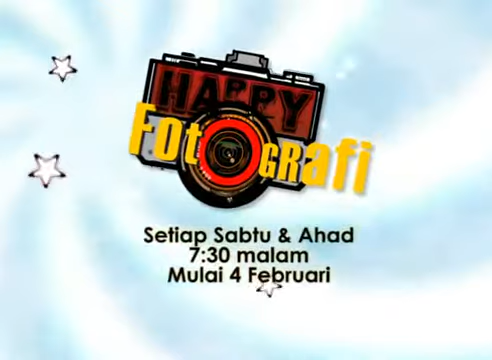 HAPPY
FOtOGRafi
Setiap Sabtu & Ahad
7:30 malam
Mulai 4 Februari